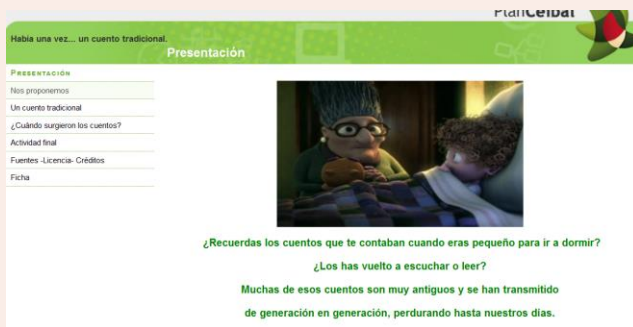 PlanCeibal
Había una vez... un cuento tradicional.
Presentación
PRESENTACIÓN
Nos proponemos
Un cuento tradicional
¿Cuándo surgieron los cuentos?
Actividad final
Fuentes -Licencia- Créditos
Ficha
¿Recuerdas los cuentos que te contaban cuando eras pequeño para ir a dormir?
¿Los has vuelto a escuchar o leer?
Muchas de esos cuentos son muy antiguos y se han transmitido
de generación en generación, perdurando hasta nuestros días.